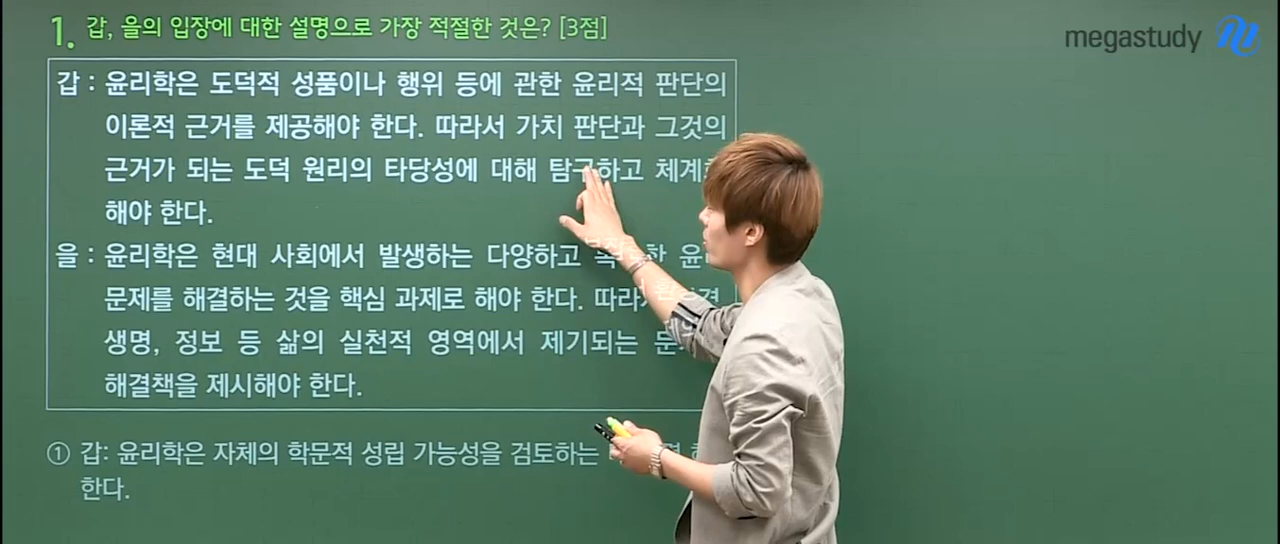 1. 갑, 을의 입장에 대한 설명으로 가장 적절한 것은? [3점]
megastudy
갑 : 윤리학은 도덕적 성품이나 행위 등에 관한 윤리적 판단의
이론적 근거를 제공해야 한다. 따라서 가치 판단과 그것의
근거가 되는 도덕 원리의 타당성에 대해 탐구하고
해야 한다.
을 : 윤리학은 현대 사회에서 발생하는 다양하고
문제를 해결하는 것을 핵심 과제로 해야 한다.
생명, 정보 등 삶의 실천적 영역에서 제기되는
해결책을 제시해야 한다.
① 갑: 윤리학은 자체의 학문적 성립 가능성을 검토하는
한다.